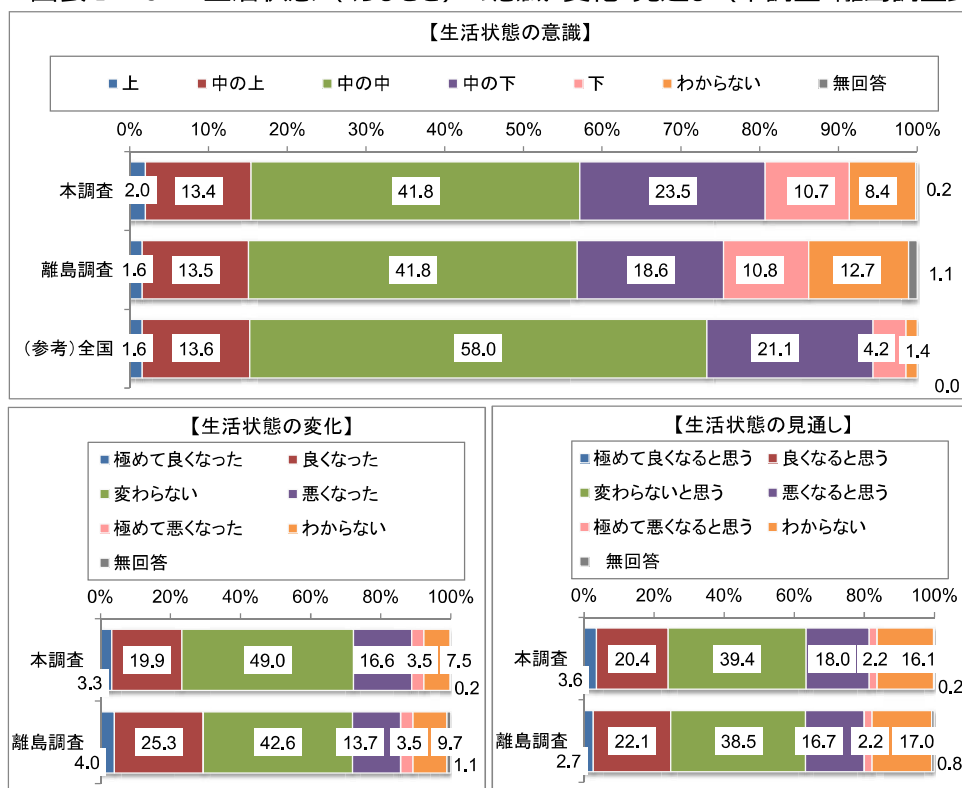 【生活状態の意識】
上 中の上 中の中 中の下 下 わからない 無回答
0% 10% 20% 30% 40% 50% 60% 70% 80% 90% 100%
本調査 2.0 13.4 41.8 23.5 10.7 8.4 0.2
離島調査 1.6 13.5 41.8 18.6 10.8 12.7 1.1
(参考)全国 1.6 13.6 58.0 21.1 4.2 1.4 0.0
【生活状態の変化】
極めて良くなった 良くなった
変わらない 悪くなった
極めて悪くなった わからない
無回答
0% 20% 40% 60% 80% 100%
本調査 3.3 19.9 49.0 16.6 3.5 7.5 0.2
離島調査 4.0 25.3 42.6 13.7 3.5 9.7 1.1
【生活状態の見通し】
極めて良くなると思う 良くなると思う
変わらないと思う 悪くなると思う
極めて悪くなると思う わからない
無回答
0% 20% 40% 60% 80% 100%
本調査 3.6 20.4 39.4 18.0 2.2 16.1 0.2
離島調査 2.7 22.1 38.5 16.7 2.2 17.0 0.8